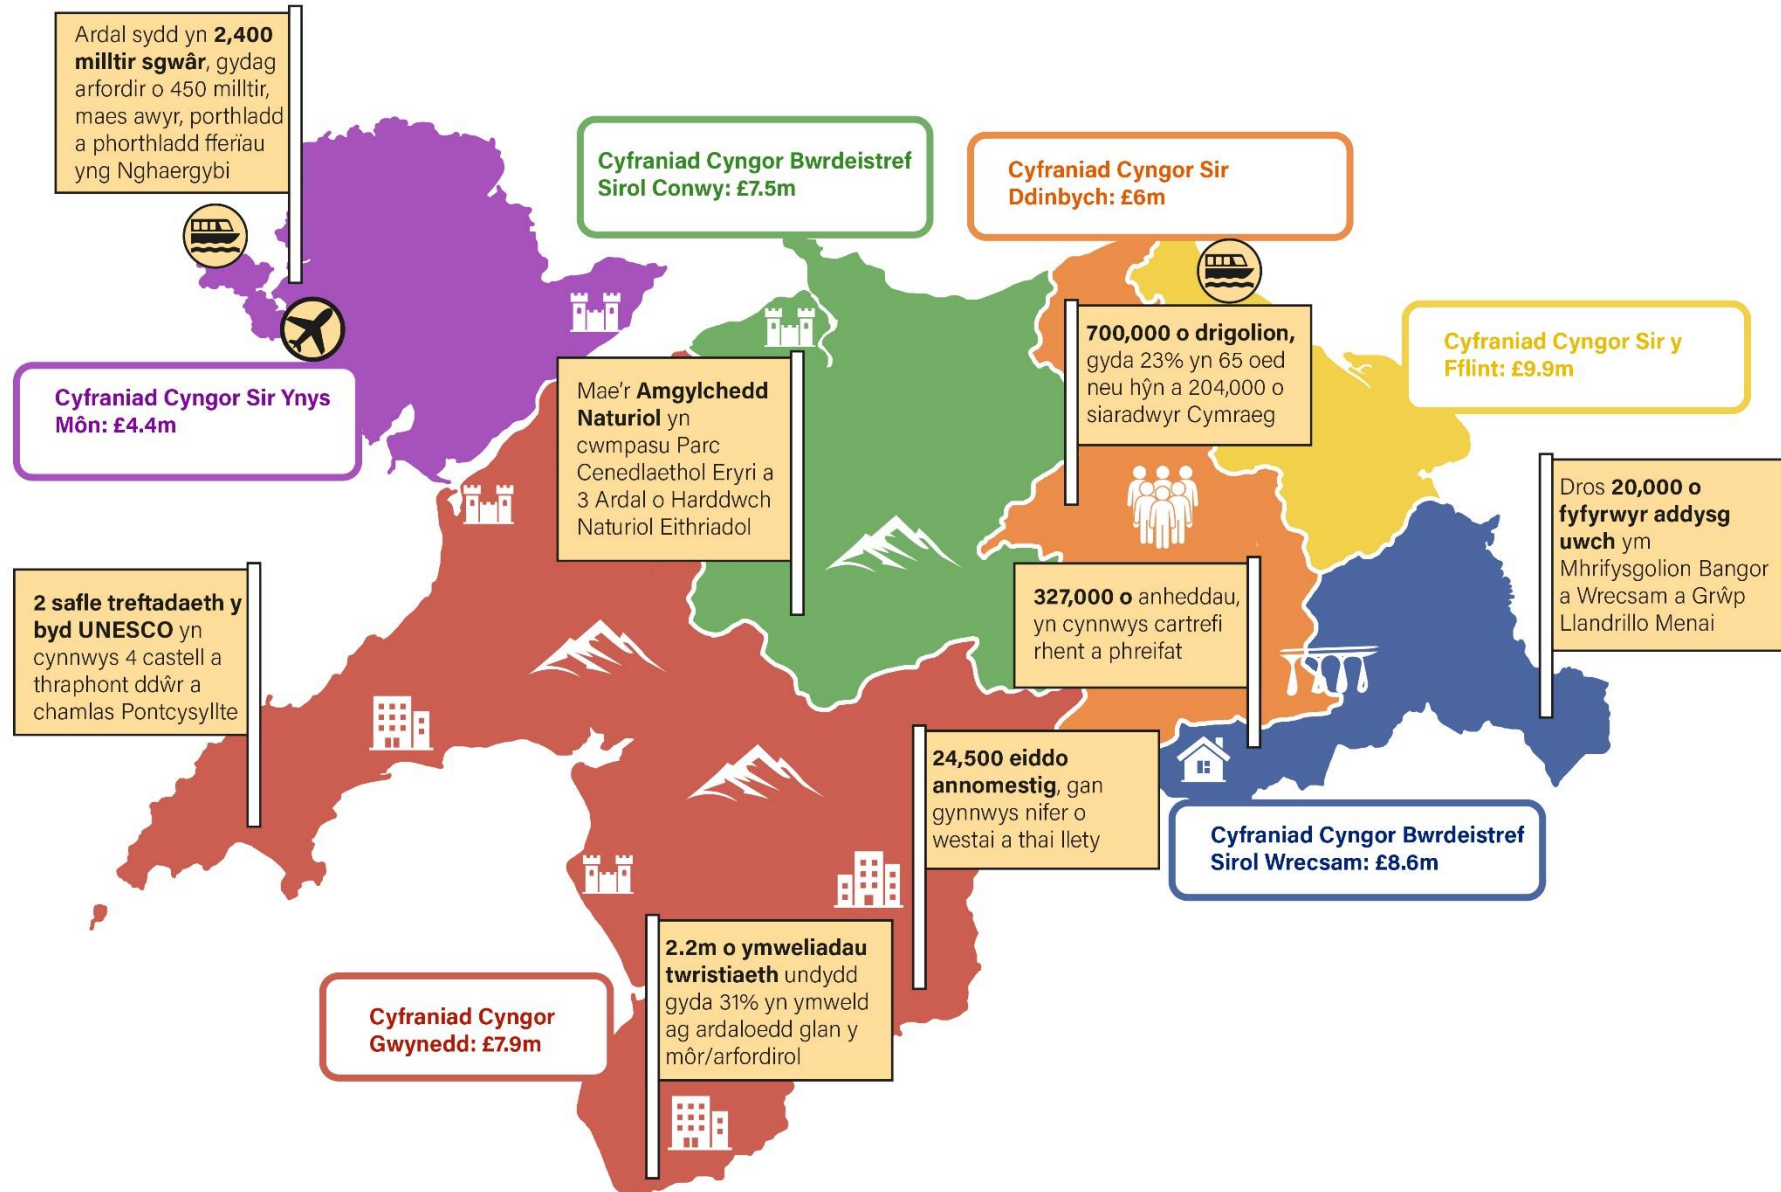 Ardal sydd yn 2,400
milltir sgwâr, gydag
arfordir o 450 milltir,
maes awyr, porthladd
a phorthladd fferïau
yng Nghaergybi
Cyfraniad Cyngor Bwrdeistref
Sirol Conwy: £7.5m
Cyfraniad Cyngor Sir
Ddinbych: £6m
Cyfraniad Cyngor Sir Ynys
Môn: £4.4m
Mae'r Amgylchedd
Naturiol yn
cwmpasu Parc
Cenedlaethol Eryri a
3 Ardal o Harddwch
Naturiol Eithriadol
700,000 o drigolion,
gyda 23% yn 65 oed
neu hŷn a 204,000 o
siaradwyr Cymraeg
Cyfraniad Cyngor Sir y
Fflint: £9.9m
Dros 20,000 o
fyfyrwyr addysg
uwch ym
Mhrifysgolion Bangor
a Wrecsam a Grŵp
Llandrillo Menai
2 safle treftadaeth y
byd UNESCO yn
cynnwys 4 castell a
thraphont ddŵr a
chamlas Pontcysyllte
327,000 o anheddau,
yn cynnwys cartrefi
rhent a phreifat
24,500 eiddo
annomestig, gan
gynnwys nifer o
westai a thai llety
Cyfraniad Cyngor Bwrdeistref
Sirol Wrecsam: £8.6m
2.2m o ymweliadau
twristiaeth undydd
gyda 31% yn ymweld
ag ardaloedd glan y
môr/arfordirol
Cyfraniad Cyngor
Gwynedd: £7.9m